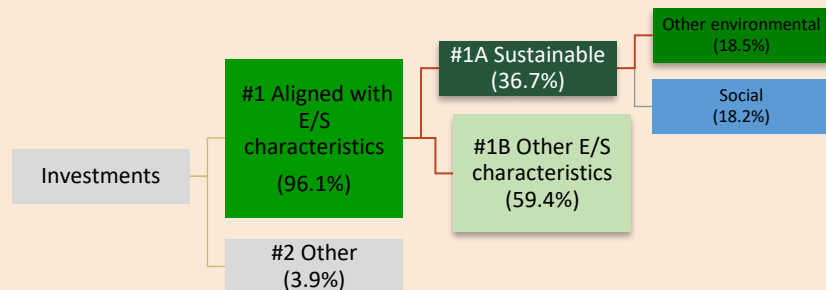 Investments
#1 Aligned with
E/S
characteristics
(96.1%)
#2 Other
(3.9%)
#1A Sustainable
(36.7%)
#1B Other E/S
characteristics
(59.4%)
Other environmental
(18.5%)
Social
(18.2%)